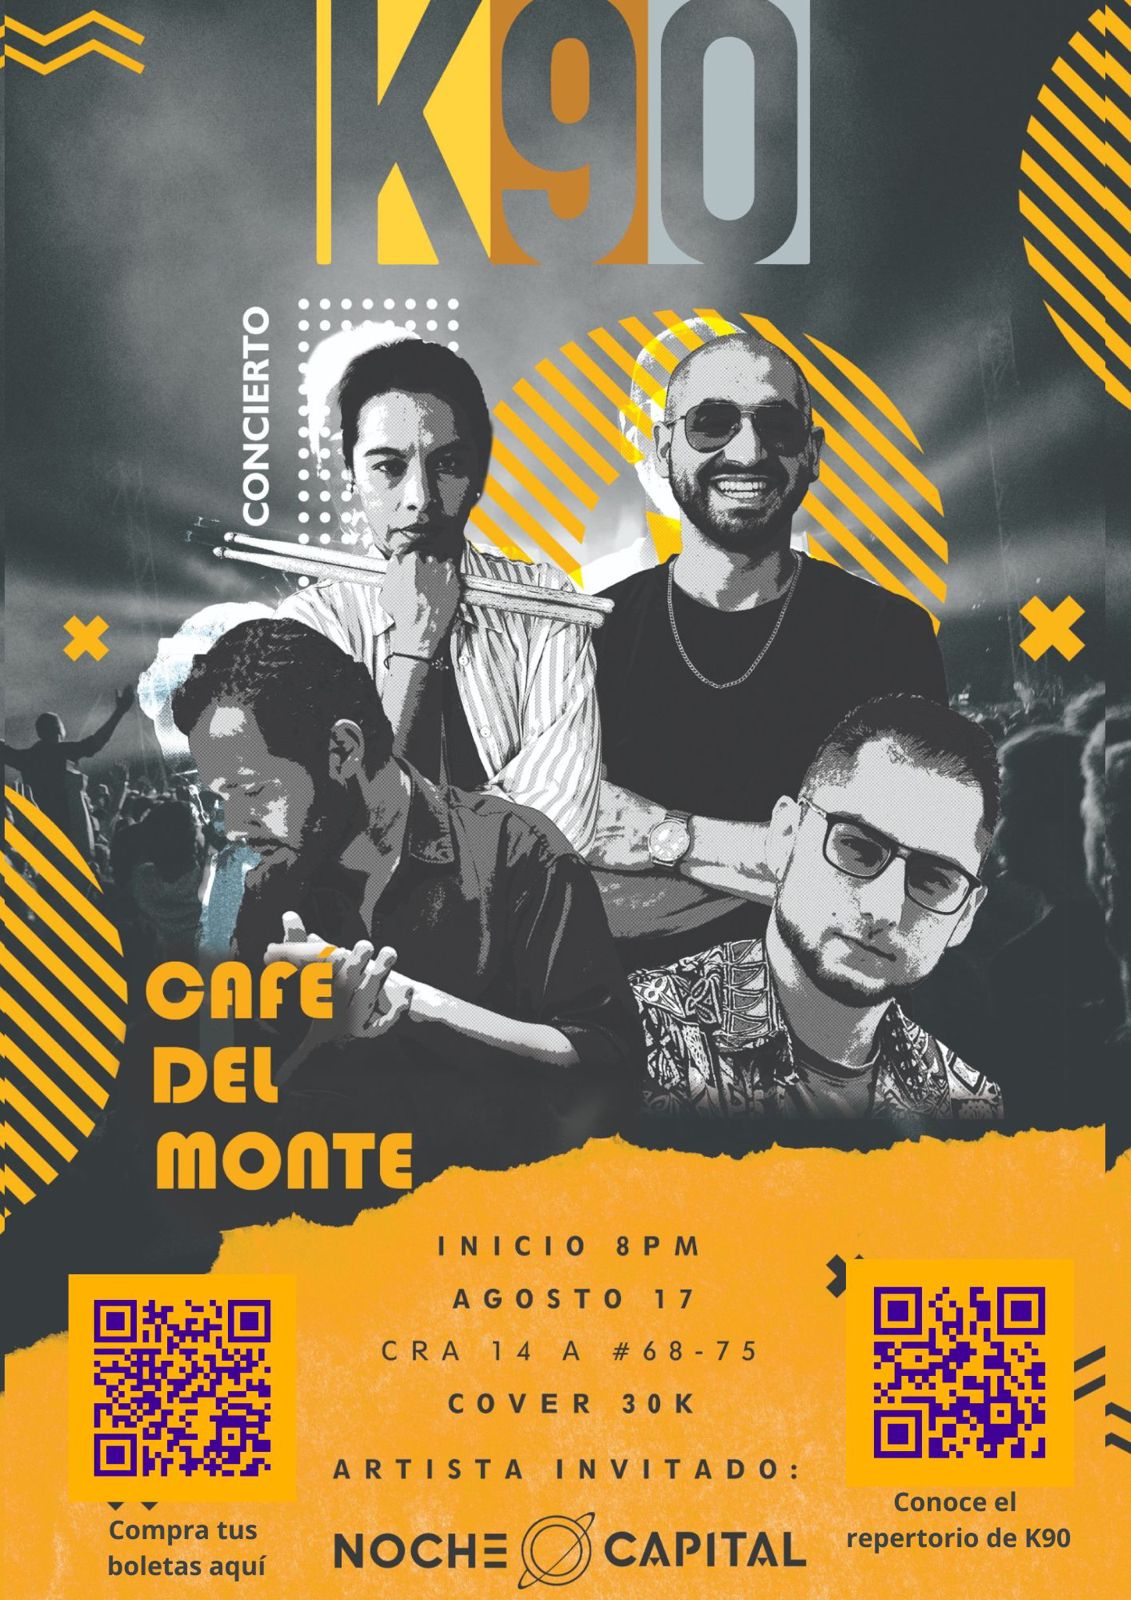 K90
CONCIERTO
CAFÉ
DEL
MONTE
INICIO 8PM
AGOSTO 17
CRA 14 A #68-75
COVER 30K
ARTISTA INVITADO:
NOCHE CAPITAL
Compra tus
boletas aquí
Conoce el
repertorio de K90